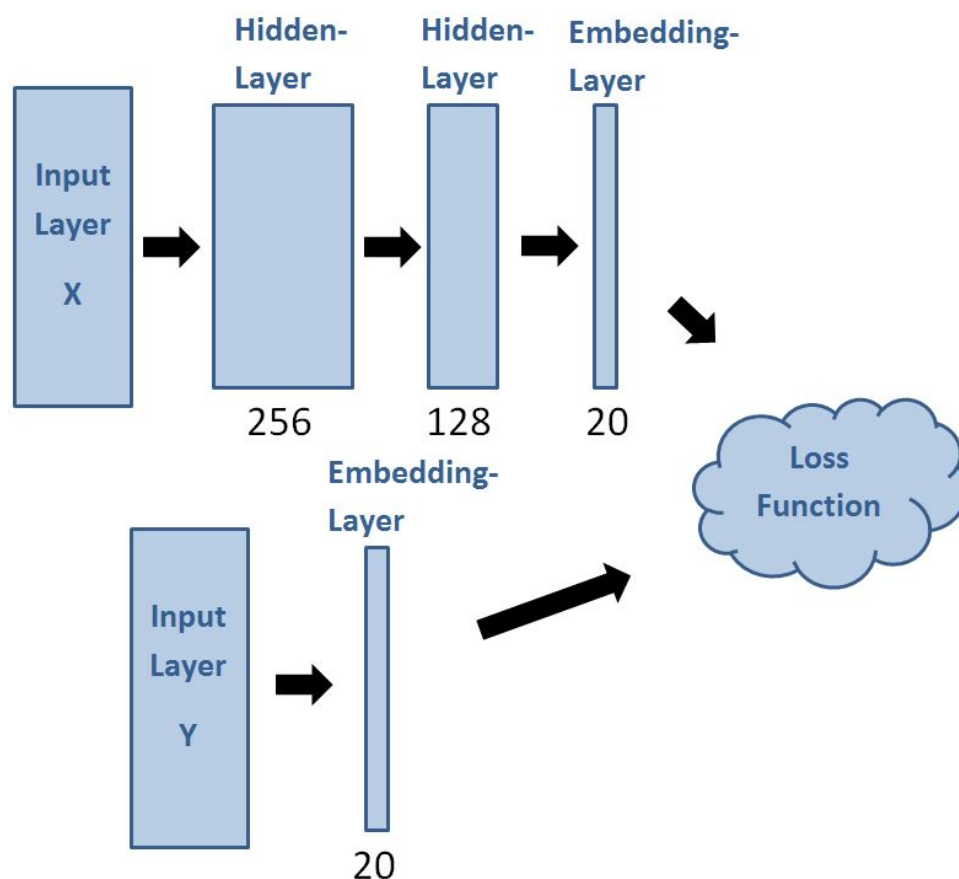 Hidden-
Layer
Hidden-
Layer
Embedding-
Layer
Input
Layer
X
256
128
20
Loss
Function
Embedding-
Layer
Input
Layer
Y
20